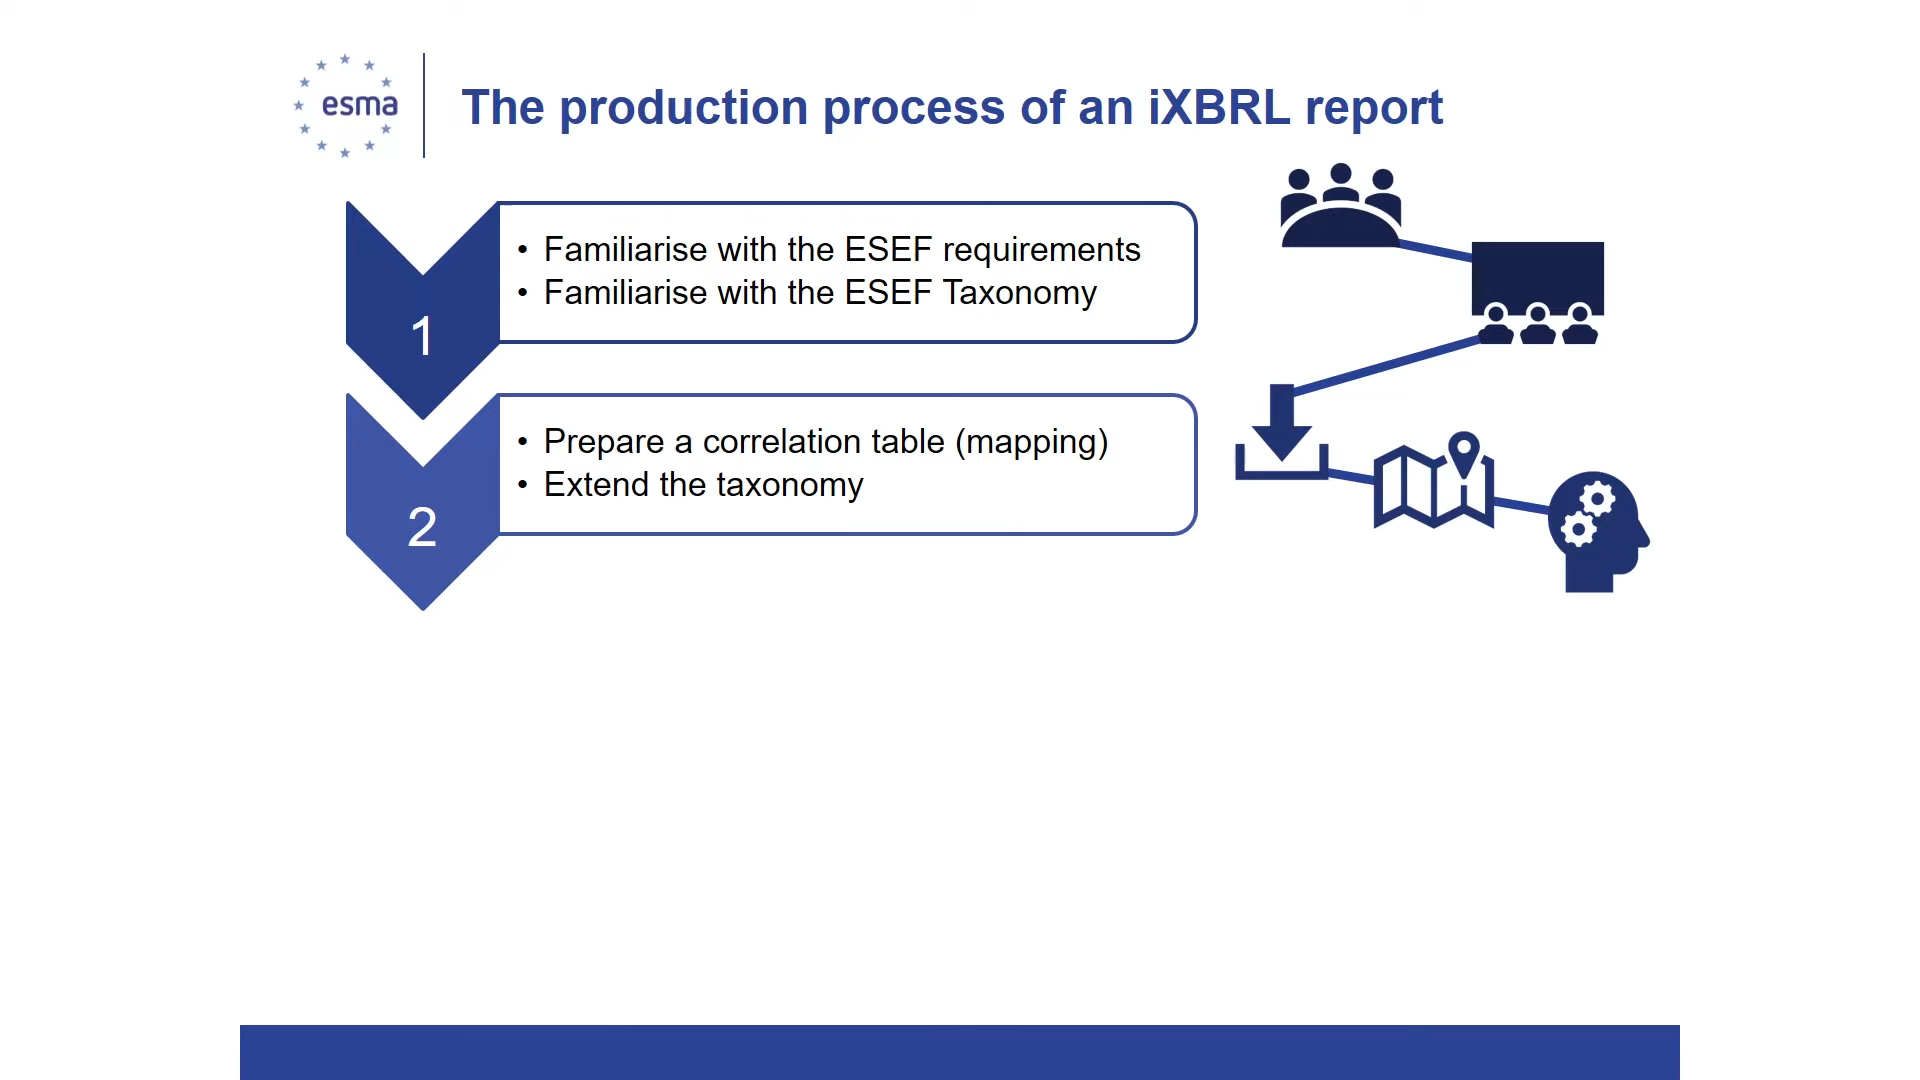 esma
The production process of an iXBRL report
1
• Familiarise with the ESEF requirements
• Familiarise with the ESEF Taxonomy
2
• Prepare a correlation table (mapping)
• Extend the taxonomy